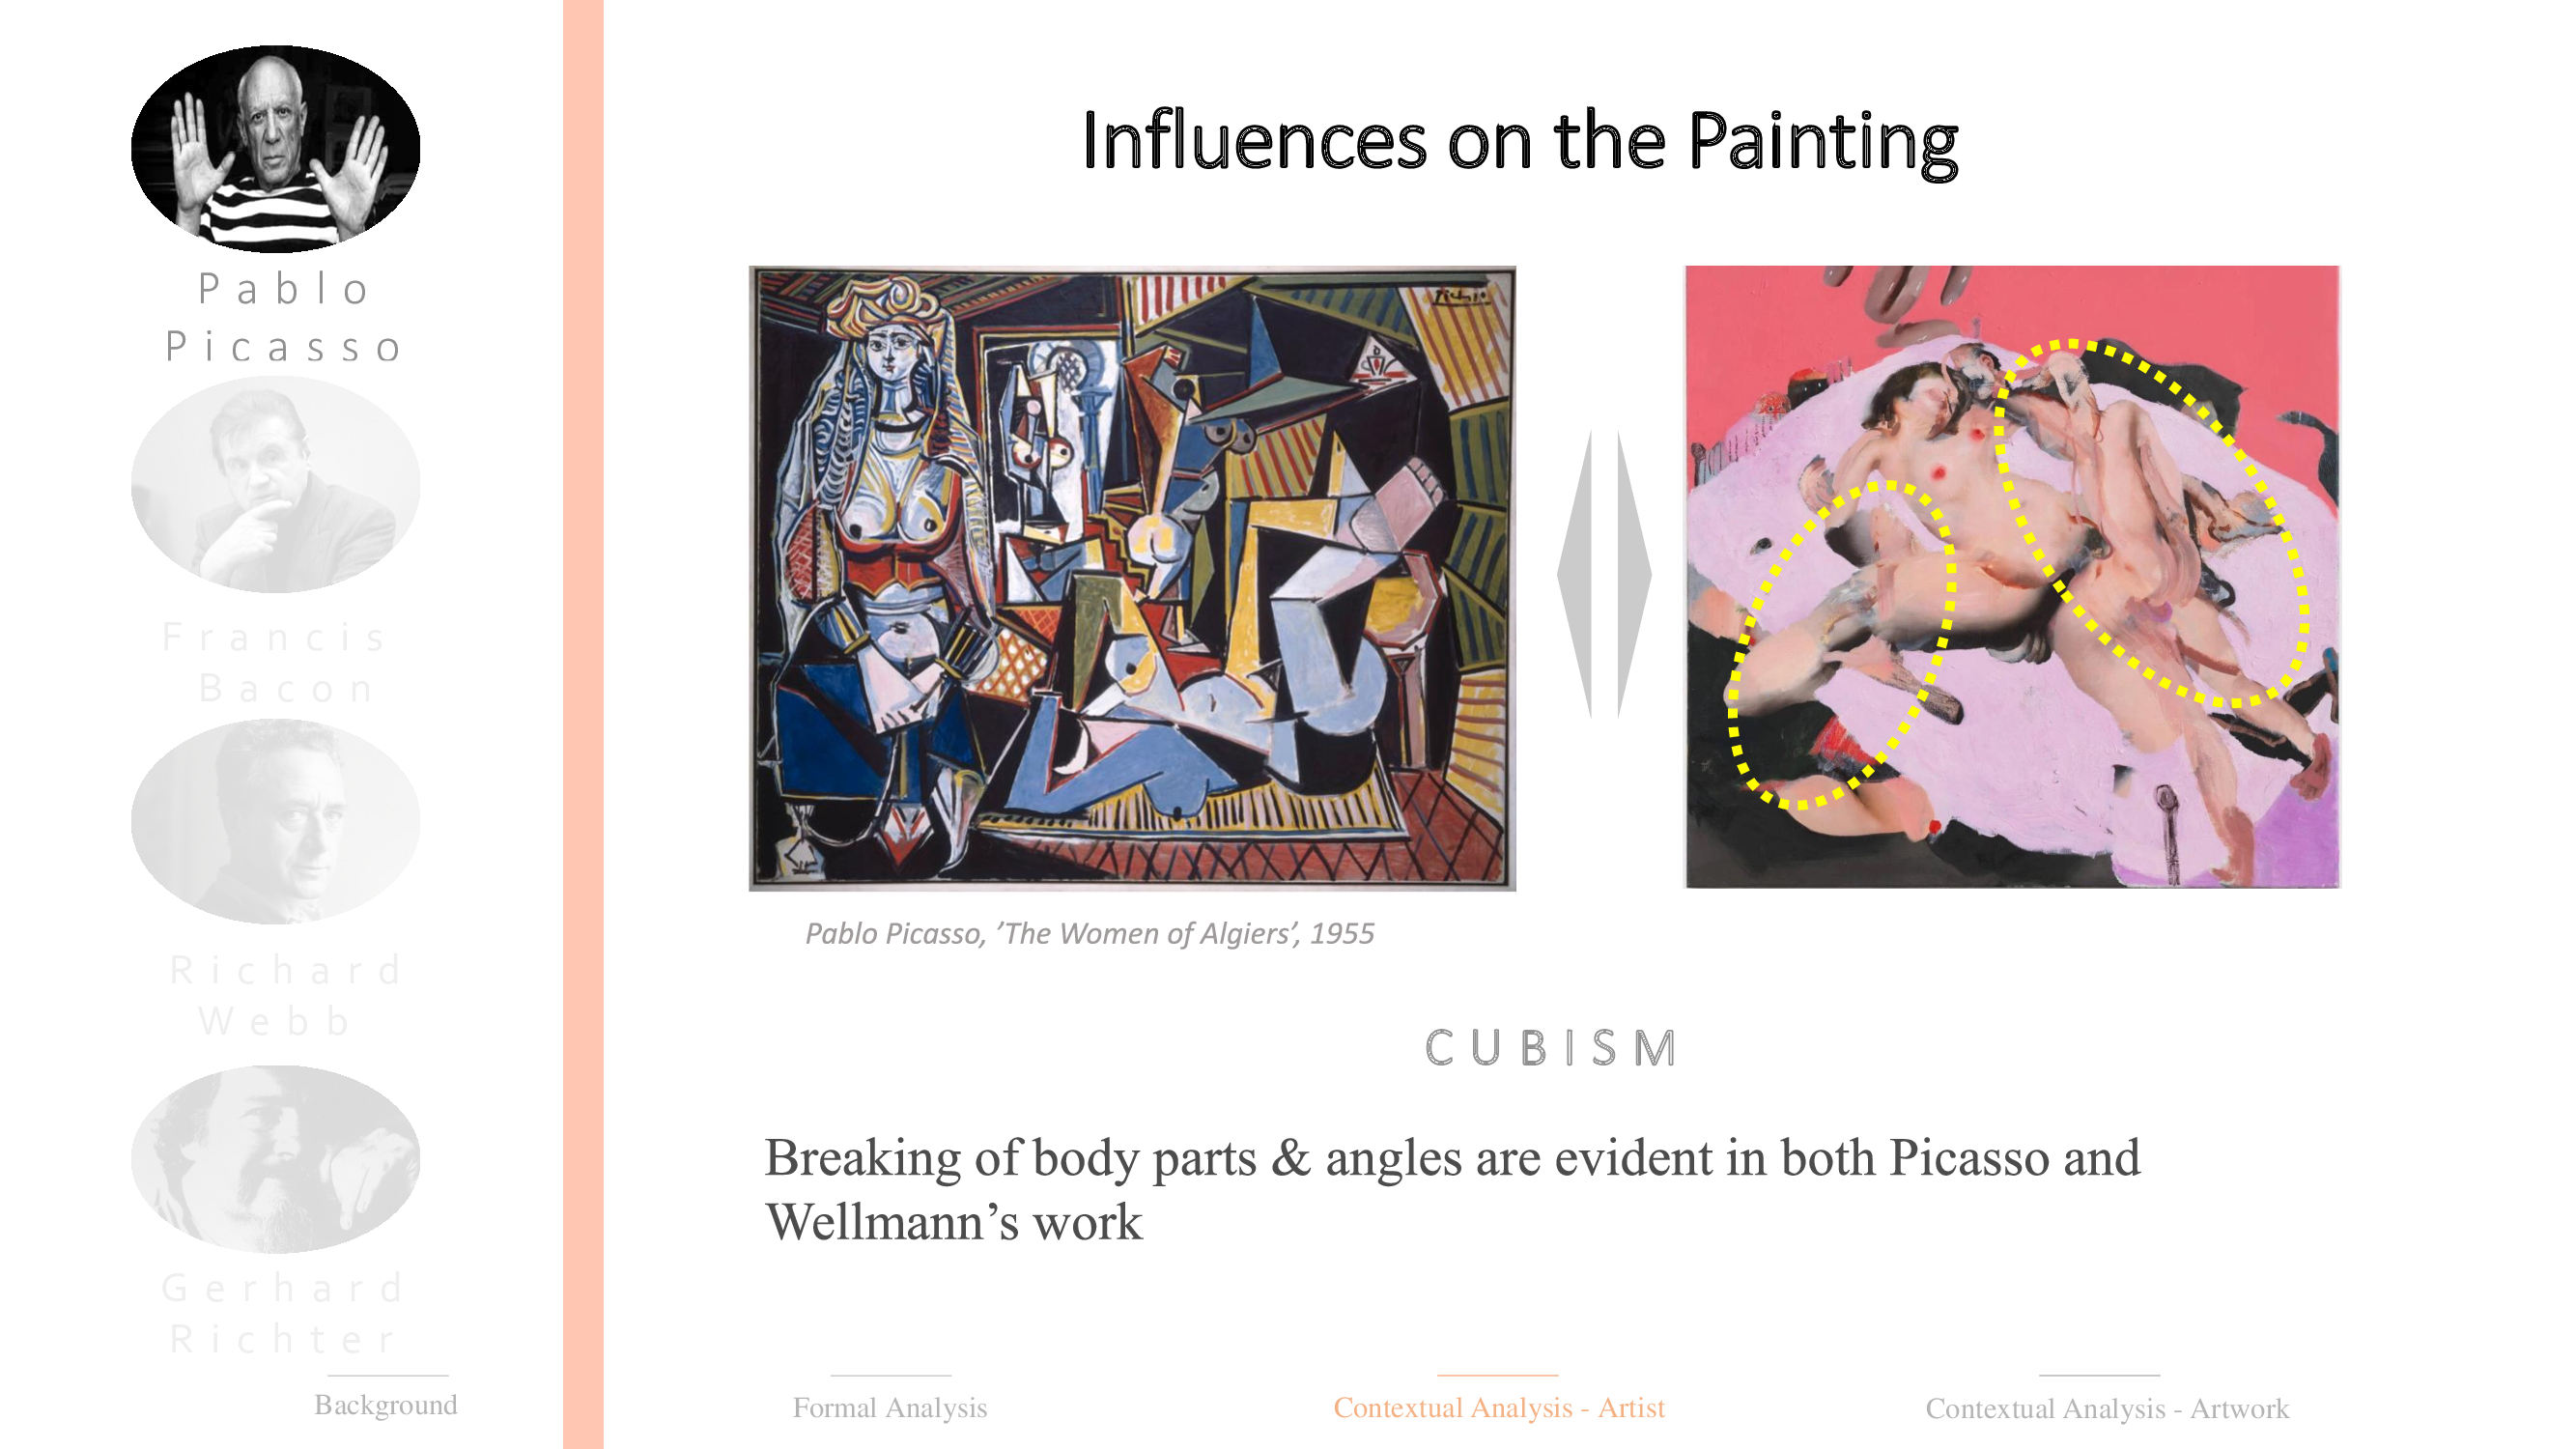 Influences on the Painting
Pablo
Picasso
Francis
Bacon
Richard
Webb
Gerhard
Richter
Picasso
Pablo Picasso, ’The Women of Algiers’, 1955
CUBISM
Breaking of body parts & angles are evident in both Picasso and
Wellmann’s work
Background
Formal Analysis
Contextual Analysis - Artist
Contextual Analysis - Artwork